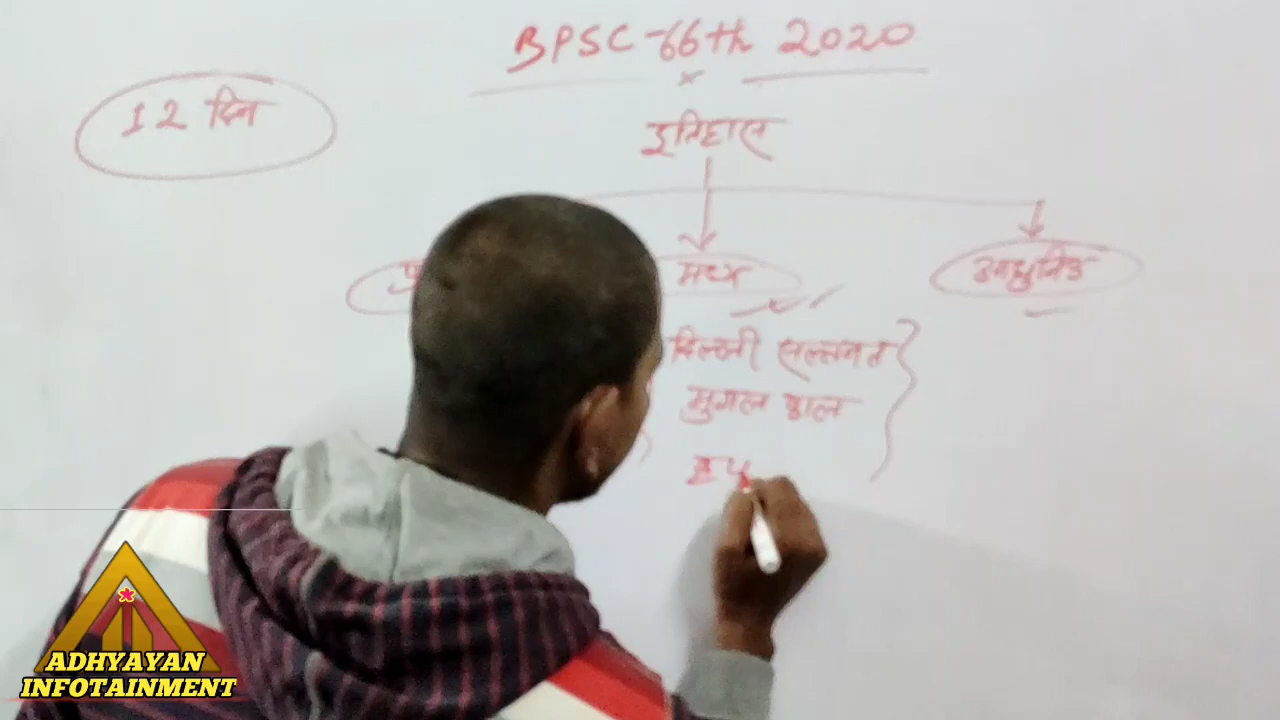 BPSC-66th 2020
12 दिन
इतिहास
मध्य
आधुनिक
दिल्ली सल्तनत
मुगल काल
ADHYAYAN
INFOTAINMENT